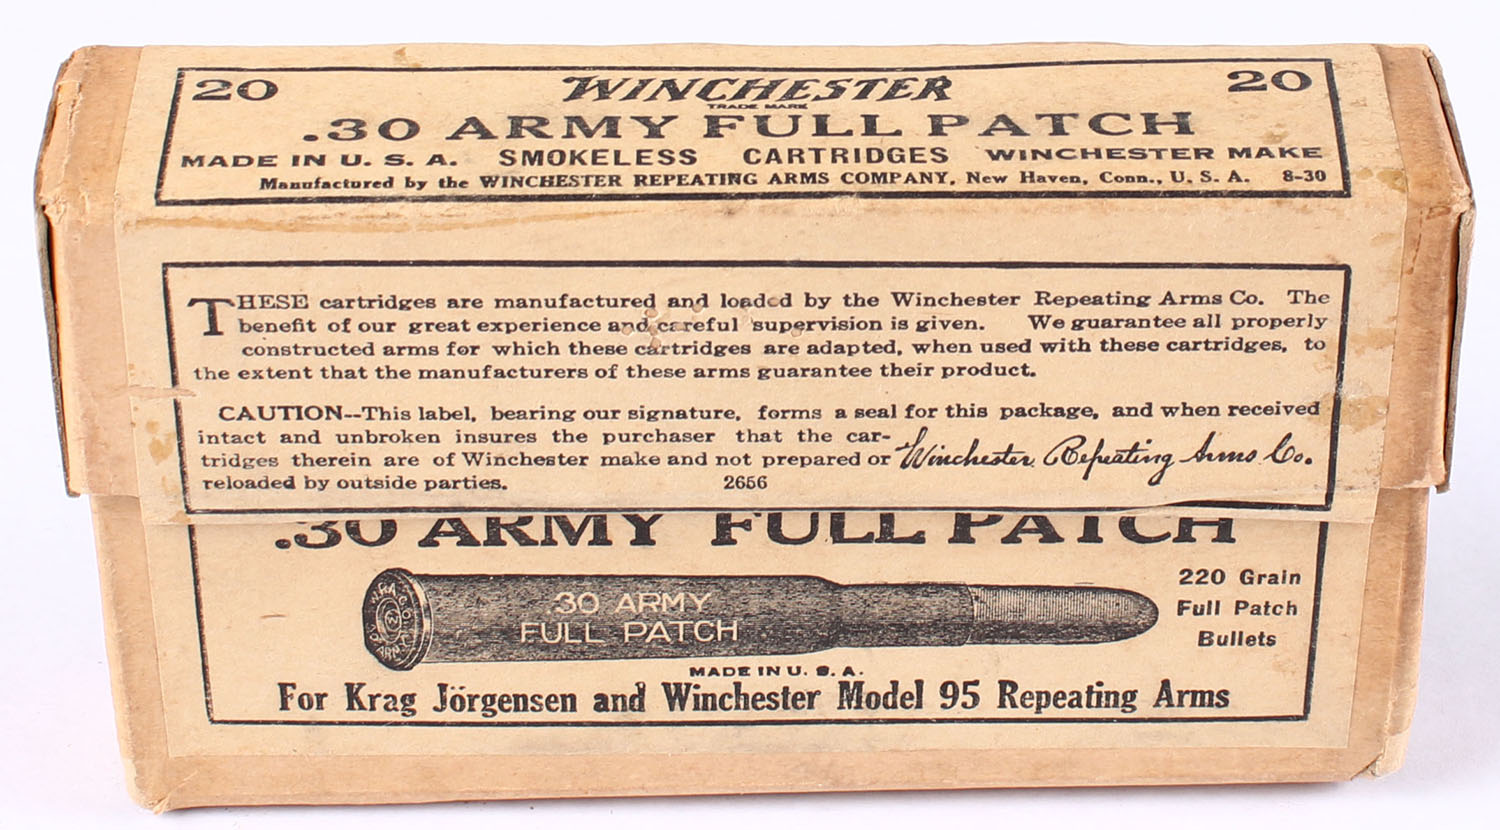 20 WINCHESTER 20
TRADE MARK
.30 ARMY FULL PATCH
MADE IN U. S. A. SMOKELESS CARTRIDGES WINCHESTER MAKE
Manufactured by the WINCHESTER REPEATING ARMS COMPANY, New Haven, Conn., U. S. A. 8-30
THESE cartridges are manufactured and loaded by the Winchester Repeating Arms Co. The
benefit of our great experience and careful supervision is given. We guarantee all properly
constructed arms for which these cartridges are adapted, when used with these cartridges, to
the extent that the manufacturers of these arms guarantee their product.
CAUTION--This label, bearing our signature, forms a seal for this package, and when received
intact and unbroken insures the purchaser that the car-
tridges therein are of Winchester make and not prepared or Winchester Repeating Arms Co.
reloaded by outside parties. 2656
.30 ARMY FULL PATCH
.30 ARMY
FULL PATCH
220 Grain
Full Patch
Bullets
MADE IN U. S. A.
For Krag Jörgensen and Winchester Model 95 Repeating Arms